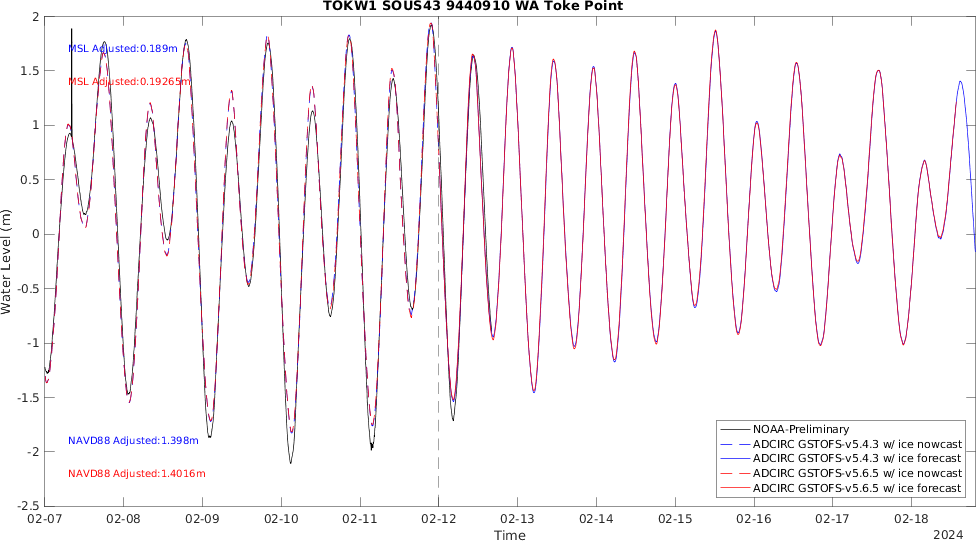 TOKW1 SOUS43 9440910 WA Toke Point
2
1.5
1
0.5
0
-0.5
-1
-1.5
-2
-2.5
Water Level (m)
MSL Adjusted:0.189m
MSL Adjusted:0.19265m
NAVD88 Adjusted:1.398m
NAVD88 Adjusted:1.4016m
NOAA-Preliminary
ADCIRC GSTOFS-v5.4.3 w/ ice nowcast
ADCIRC GSTOFS-v5.4.3 w/ ice forecast
ADCIRC GSTOFS-v5.6.5 w/ ice nowcast
ADCIRC GSTOFS-v5.6.5 w/ ice forecast
02-07 02-08 02-09 02-10 02-11 02-12 02-13 02-14 02-15 02-16 02-17 02-18
Time
2024